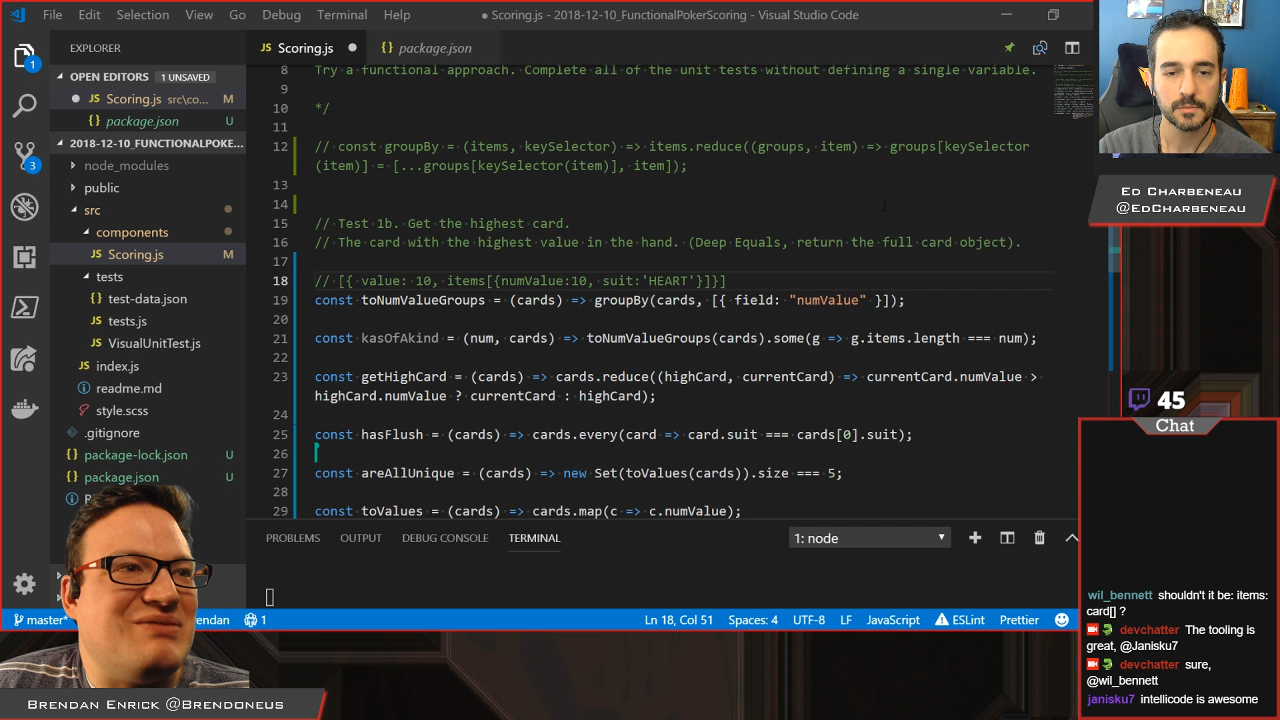 File Edit Selection View Go Debug Terminal Help
● Scoring.js - 2018-12-10_FunctionalPokerScoring - Visual Studio Code
EXPLORER
OPEN EDITORS 1 UNSAVED
Scoring.js src\co... M
package.json U
2018-12-10_FUNCTIONALPOKE...
node_modules
public
src
components
Scoring.js M
tests
test-data.json
tests.js
VisualUnitTest.js
index.js
readme.md
style.scss
.gitignore
package-lock.json U
package.json U
1
3
JS Scoring.js ●
{} package.json
8 Try a functional approach. Complete all of the unit tests without defining a single variable.
9
10 */
11
12 // const groupBy = (items, keySelector) => items.reduce((groups, item) => groups[keySelector
(item)] = [...groups[keySelector(item)], item]);
13
14
15 // Test 1b. Get the highest card.
16 // The card with the highest value in the hand. (Deep Equals, return the full card object).
17
18 // [{ value: 10, items[{numValue:10, suit:'HEART'}]}]
19 const toNumValueGroups = (cards) => groupBy(cards, [{ field: "numValue" }]);
20
21 const kasOfAkind = (num, cards) => toNumValueGroups(cards).some(g => g.items.length === num);
22
23 const getHighCard = (cards) => cards.reduce((highCard, currentCard) => currentCard.numValue >
highCard.numValue ? currentCard : highCard);
24
25 const hasFlush = (cards) => cards.every(card => card.suit === cards[0].suit);
26
27 const areAllUnique = (cards) => new Set(toValues(cards)).size === 5;
28
29 const toValues = (cards) => cards.map(c => c.numValue);
PROBLEMS OUTPUT DEBUG CONSOLE TERMINAL
1: node
master* rendan 1
Ln 18, Col 51 Spaces: 4 UTF-8 LF JavaScript ESLint Prettier
Brendan Enrick @Brendoneus
Ed Charbeneau
@EdCharbeneau
45
Chat
wil_bennett shouldn't it be: items:
card[] ?
devchatter The tooling is
great, @Janisku7
devchatter sure,
@wil_bennett
janisku7 intellicode is awesome